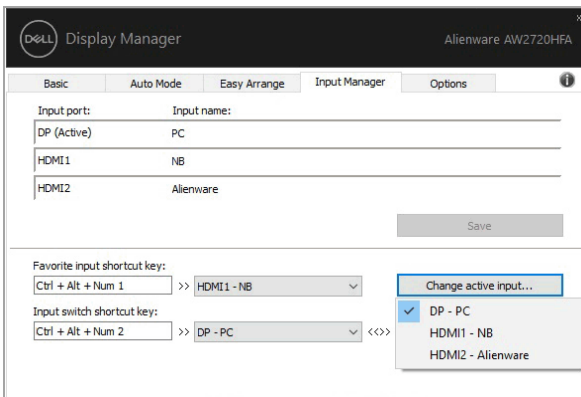 DELL Display Manager Alienware AW2720HFA
Basic Auto Mode Easy Arrange Input Manager Options
Input port: Input name:
DP (Active) PC
HDMI1 NB
HDMI2 Alienware
Save
Favorite input shortcut key:
Ctrl + Alt + Num 1 >> HDMI1 - NB Change active input...
Input switch shortcut key:
Ctrl + Alt + Num 2 >> DP - PC <<>>
DP - PC
HDMI1 - NB
HDMI2 - Alienware